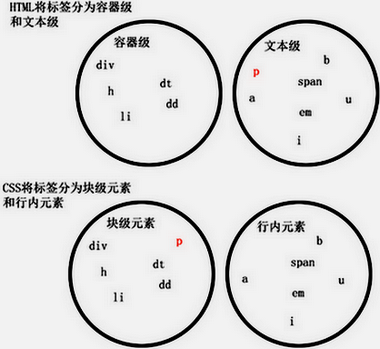 HTML将标签分为容器级
和文本级
容器级
div
h
dt
dd
li
文本级
p
b
span
a
u
em
i
CSS将标签分为块级元素
和行内元素
块级元素
div
p
h
dt
dd
li
行内元素
b
span
a
u
em
i